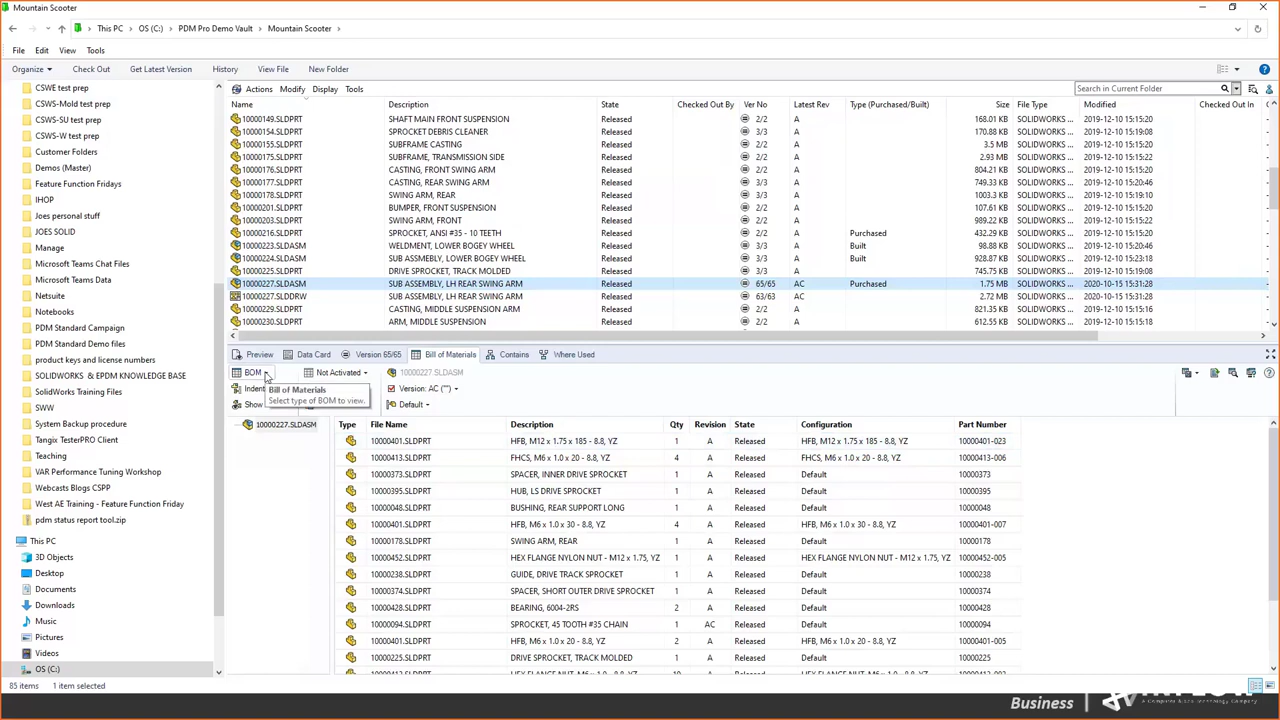 Mountain Scooter
This PC
OS (C:)
PDM Pro Demo Vault
Mountain Scooter
File Edit View Tools
Organize Check Out Get Latest Version History View File New Folder
CSWE test prep
CSWS-Mold test prep
CSWS-SU test prep
CSWS-W test prep
Customer Folders
Demos (Master)
Feature Function Fridays
IHOP
Joes personal stuff
JOES SOLID
Manage
Microsoft Teams Chat Files
Microsoft Teams Data
Netsuite
Notebooks
PDM Standard Campaign
PDM Standard Demo files
product keys and license numbers
SOLIDWORKS & EPDM KNOWLEDGE BASE
SolidWorks Training Files
SWW
System Backup procedure
Tangix TesterPRO Client
Teaching
VAR Performance Tuning Workshop
Webcasts Blogs CSPP
West AE Training - Feature Function Friday
pdm status report tool.zip
This PC
3D Objects
Desktop
Documents
Downloads
Music
Pictures
Videos
OS (C:)
Actions Modify Display Tools
Search in Current Folder
Name Description State Checked Out By Ver No Latest Rev Type (Purchased/Built) Size File Type Modified Checked Out In
10000149.SLDPRT SHAFT MAIN FRONT SUSPENSION Released 2/2 A 168.01 KB SOLIDWORKS ... 2019-12-10 15:15:20
10000154.SLDPRT SPROCKET DEBRIS CLEANER Released 2/2 A 170.88 KB SOLIDWORKS ... 2019-12-10 15:15:20
10000155.SLDPRT SUBFRAME CASTING Released 2/2 A 3.5 MB SOLIDWORKS ... 2019-12-10 15:15:20
10000175.SLDPRT SUBFRAME, TRANSMISSION SIDE Released 2/2 A 2.93 MB SOLIDWORKS ... 2019-12-10 15:15:22
10000176.SLDPRT CASTING, FRONT SWING ARM Released 2/2 A 804.21 KB SOLIDWORKS ... 2019-12-10 15:15:20
10000177.SLDPRT CASTING, REAR SWING ARM Released 3/3 A 749.33 KB SOLIDWORKS ... 2019-12-10 15:20:46
10000178.SLDPRT SWING ARM, REAR Released 3/3 A 1003.3 KB SOLIDWORKS ... 2019-12-10 15:19:10
10000201.SLDPRT BUMPER, FRONT SUSPENSION Released 2/2 A 107.61 KB SOLIDWORKS ... 2019-12-10 15:15:20
10000203.SLDPRT SWING ARM, FRONT Released 2/2 A 989.22 KB SOLIDWORKS ... 2019-12-10 15:15:20
10000216.SLDPRT SPROCKET, ANSI #35 - 10 TEETH Released 2/2 A Purchased 432.29 KB SOLIDWORKS ... 2019-12-10 15:15:20
10000223.SLDASM WELDMENT, LOWER BOGEY WHEEL Released 3/3 A Built 98.88 KB SOLIDWORKS ... 2019-12-10 15:20:46
10000224.SLDASM SUB ASSMEBLY, LOWER BOGEY WHEEL Released 2/2 A Built 928.87 KB SOLIDWORKS ... 2019-12-10 15:23:18
10000225.SLDPRT DRIVE SPROCKET, TRACK MOLDED Released 2/2 A 745.75 KB SOLIDWORKS ... 2019-12-10 15:19:08
10000227.SLDASM SUB ASSEMBLY, LH REAR SWING ARM Released 65/65 AC Purchased 1.75 MB SOLIDWORKS ... 2020-10-15 15:31:28
10000227.SLDDRW SUB ASSEMBLY, LH REAR SWING ARM Released 63/63 AC 2.72 MB SOLIDWORKS ... 2020-10-15 15:31:28
10000229.SLDPRT CASTING, MIDDLE SUSPENSION Released 2/2 A 821.35 KB SOLIDWORKS ... 2019-12-10 15:15:16
10000230.SLDPRT ARM, MIDDLE SUSPENSION Released 2/2 A 612.55 KB SOLIDWORKS ... 2019-12-10 15:15:18
Preview Data Card Version 65/65 Bill of Materials Contains Where Used
BOM Not Activated 10000227.SLDASM
Indent Version: AC ("")
Show Default
Bill of Materials
Select type of BOM to view.
10000227.SLDASM
Type File Name Description Qty Revision State Configuration Part Number
10000401.SLDPRT HFB, M12 x 1.75 x 185 - 8.8, YZ 1 A Released HFB, M12 x 1.75 x 185 - 8.8, YZ 10000401-023
10000413.SLDPRT FHCS, M6 x 1.0 x 20 - 8.8, YZ 4 A Released FHCS, M6 x 1.0 x 20 - 8.8, YZ 10000413-006
10000373.SLDPRT SPACER, INNER DRIVE SPROCKET 1 A Released Default 10000373
10000395.SLDPRT HUB, LS DRIVE SPROCKET 1 A Released Default 10000395
10000048.SLDPRT BUSHING, REAR SUPPORT LONG 1 A Released Default 10000048
10000401.SLDPRT HFB, M6 x 1.0 x 30 - 8.8, YZ 4 A Released HFB, M6 x 1.0 x 30 - 8.8, YZ 10000401-007
10000178.SLDPRT SWING ARM, REAR 1 A Released Default 10000178
10000452.SLDPRT HEX FLANGE NYLON NUT - M12 x 1.75, YZ 1 A Released HEX FLANGE NYLON NUT - M12 x 1.75, YZ 10000452-005
10000238.SLDPRT GUIDE, DRIVE TRACK SPROCKET 1 A Released Default 10000238
10000374.SLDPRT SPACER, SHORT OUTER DRIVE SPROCKET 1 A Released Default 10000374
10000428.SLDPRT BEARING, 6004-2RS 2 A Released Default 10000428
10000094.SLDPRT SPROCKET, 45 TOOTH #35 CHAIN 1 AC Released Default 10000094
10000401.SLDPRT HFB, M6 x 1.0 x 20 - 8.8, YZ 2 A Released HFB, M6 x 1.0 x 20 - 8.8, YZ 10000401-005
10000225.SLDPRT DRIVE SPROCKET, TRACK MOLDED 1 A Released Default 10000225
85 items 1 item selected
Business